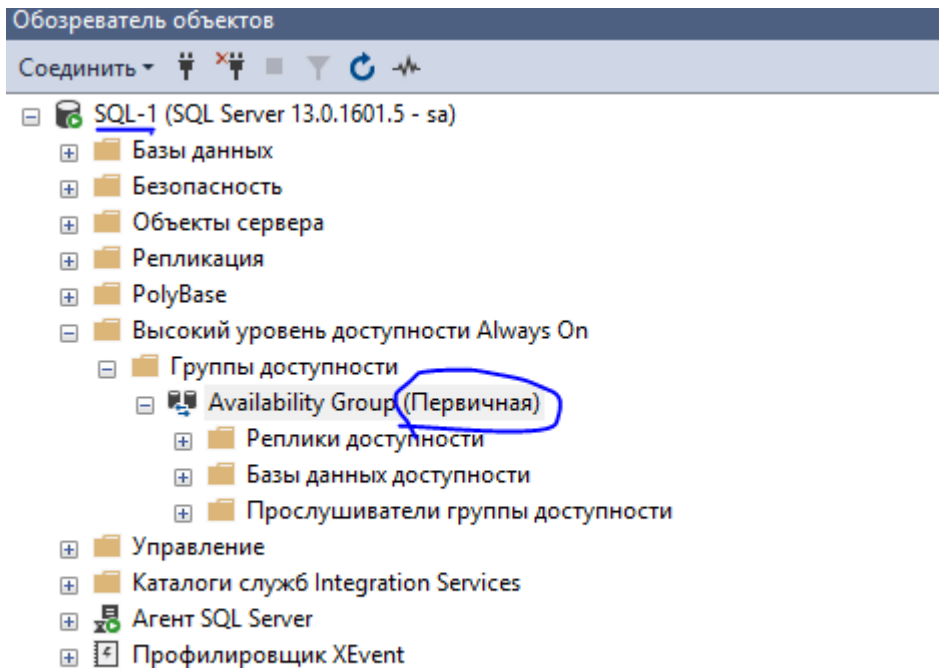 Обозреватель объектов
Соединить
SQL-1 (SQL Server 13.0.1601.5 - sa)
Базы данных
Безопасность
Объекты сервера
Репликация
PolyBase
Высокий уровень доступности Always On
Группы доступности
Availability Group (Первичная)
Реплики доступности
Базы данных доступности
Прослушиватели группы доступности
Управление
Каталоги служб Integration Services
Агент SQL Server
Профилировщик XEvent